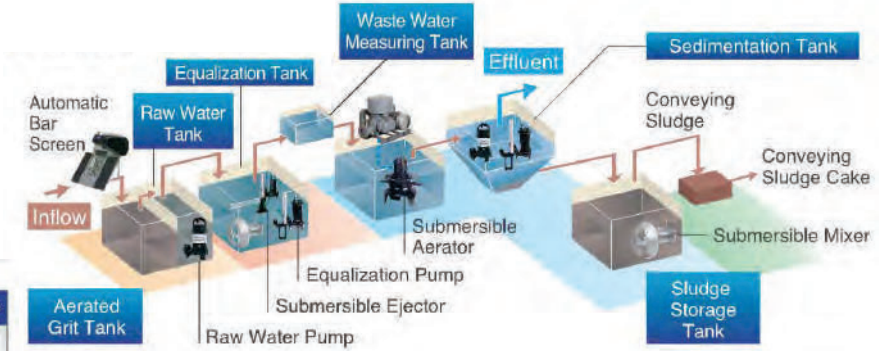 Waste Water
Measuring Tank
Effluent
Sedimentation Tank
Equalization Tank
Automatic
Bar
Screen
Raw Water
Tank
Conveying
Sludge
Conveying
Sludge Cake
Inflow
Submersible
Aerator
Submersible Mixer
Equalization Pump
Aerated
Grit Tank
Submersible Ejector
Sludge
Storage
Tank
Raw Water Pump